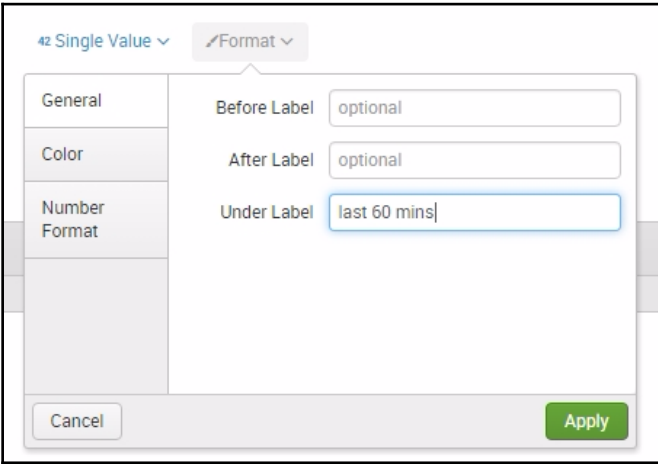 42 Single Value
Format
General
Before Label optional
Color
After Label optional
Number
Format
Under Label last 60 mins
Cancel
Apply